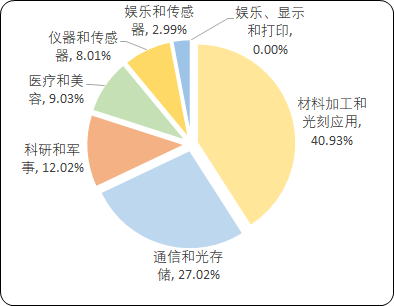 娱乐和传感
器, 2.99%
娱乐、显示
和打印,
0.00%
仪器和传感
器, 8.01%
医疗和美
容, 9.03%
材料加工和
光刻应用,
40.93%
科研和军
事, 12.02%
通信和光存
储, 27.02%